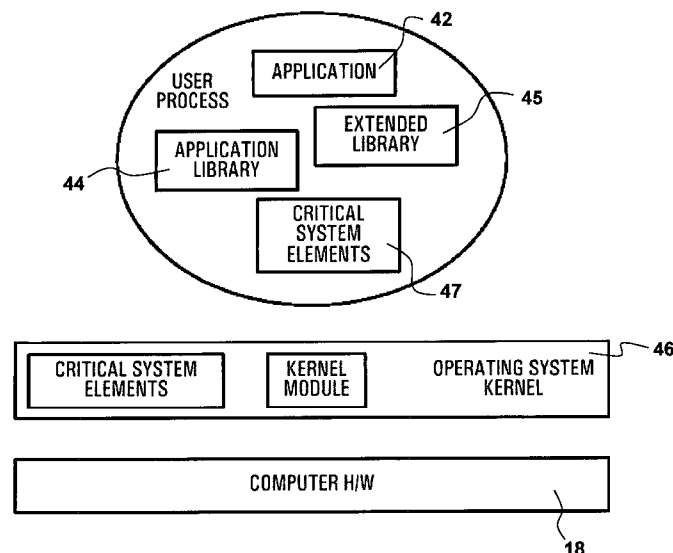 42
APPLICATION
USER
PROCESS
45
EXTENDED
LIBRARY
APPLICATION
LIBRARY
44
CRITICAL
SYSTEM
ELEMENTS
47
46
CRITICAL SYSTEM
ELEMENTS
KERNEL
MODULE
OPERATING SYSTEM
KERNEL
COMPUTER H/W
18